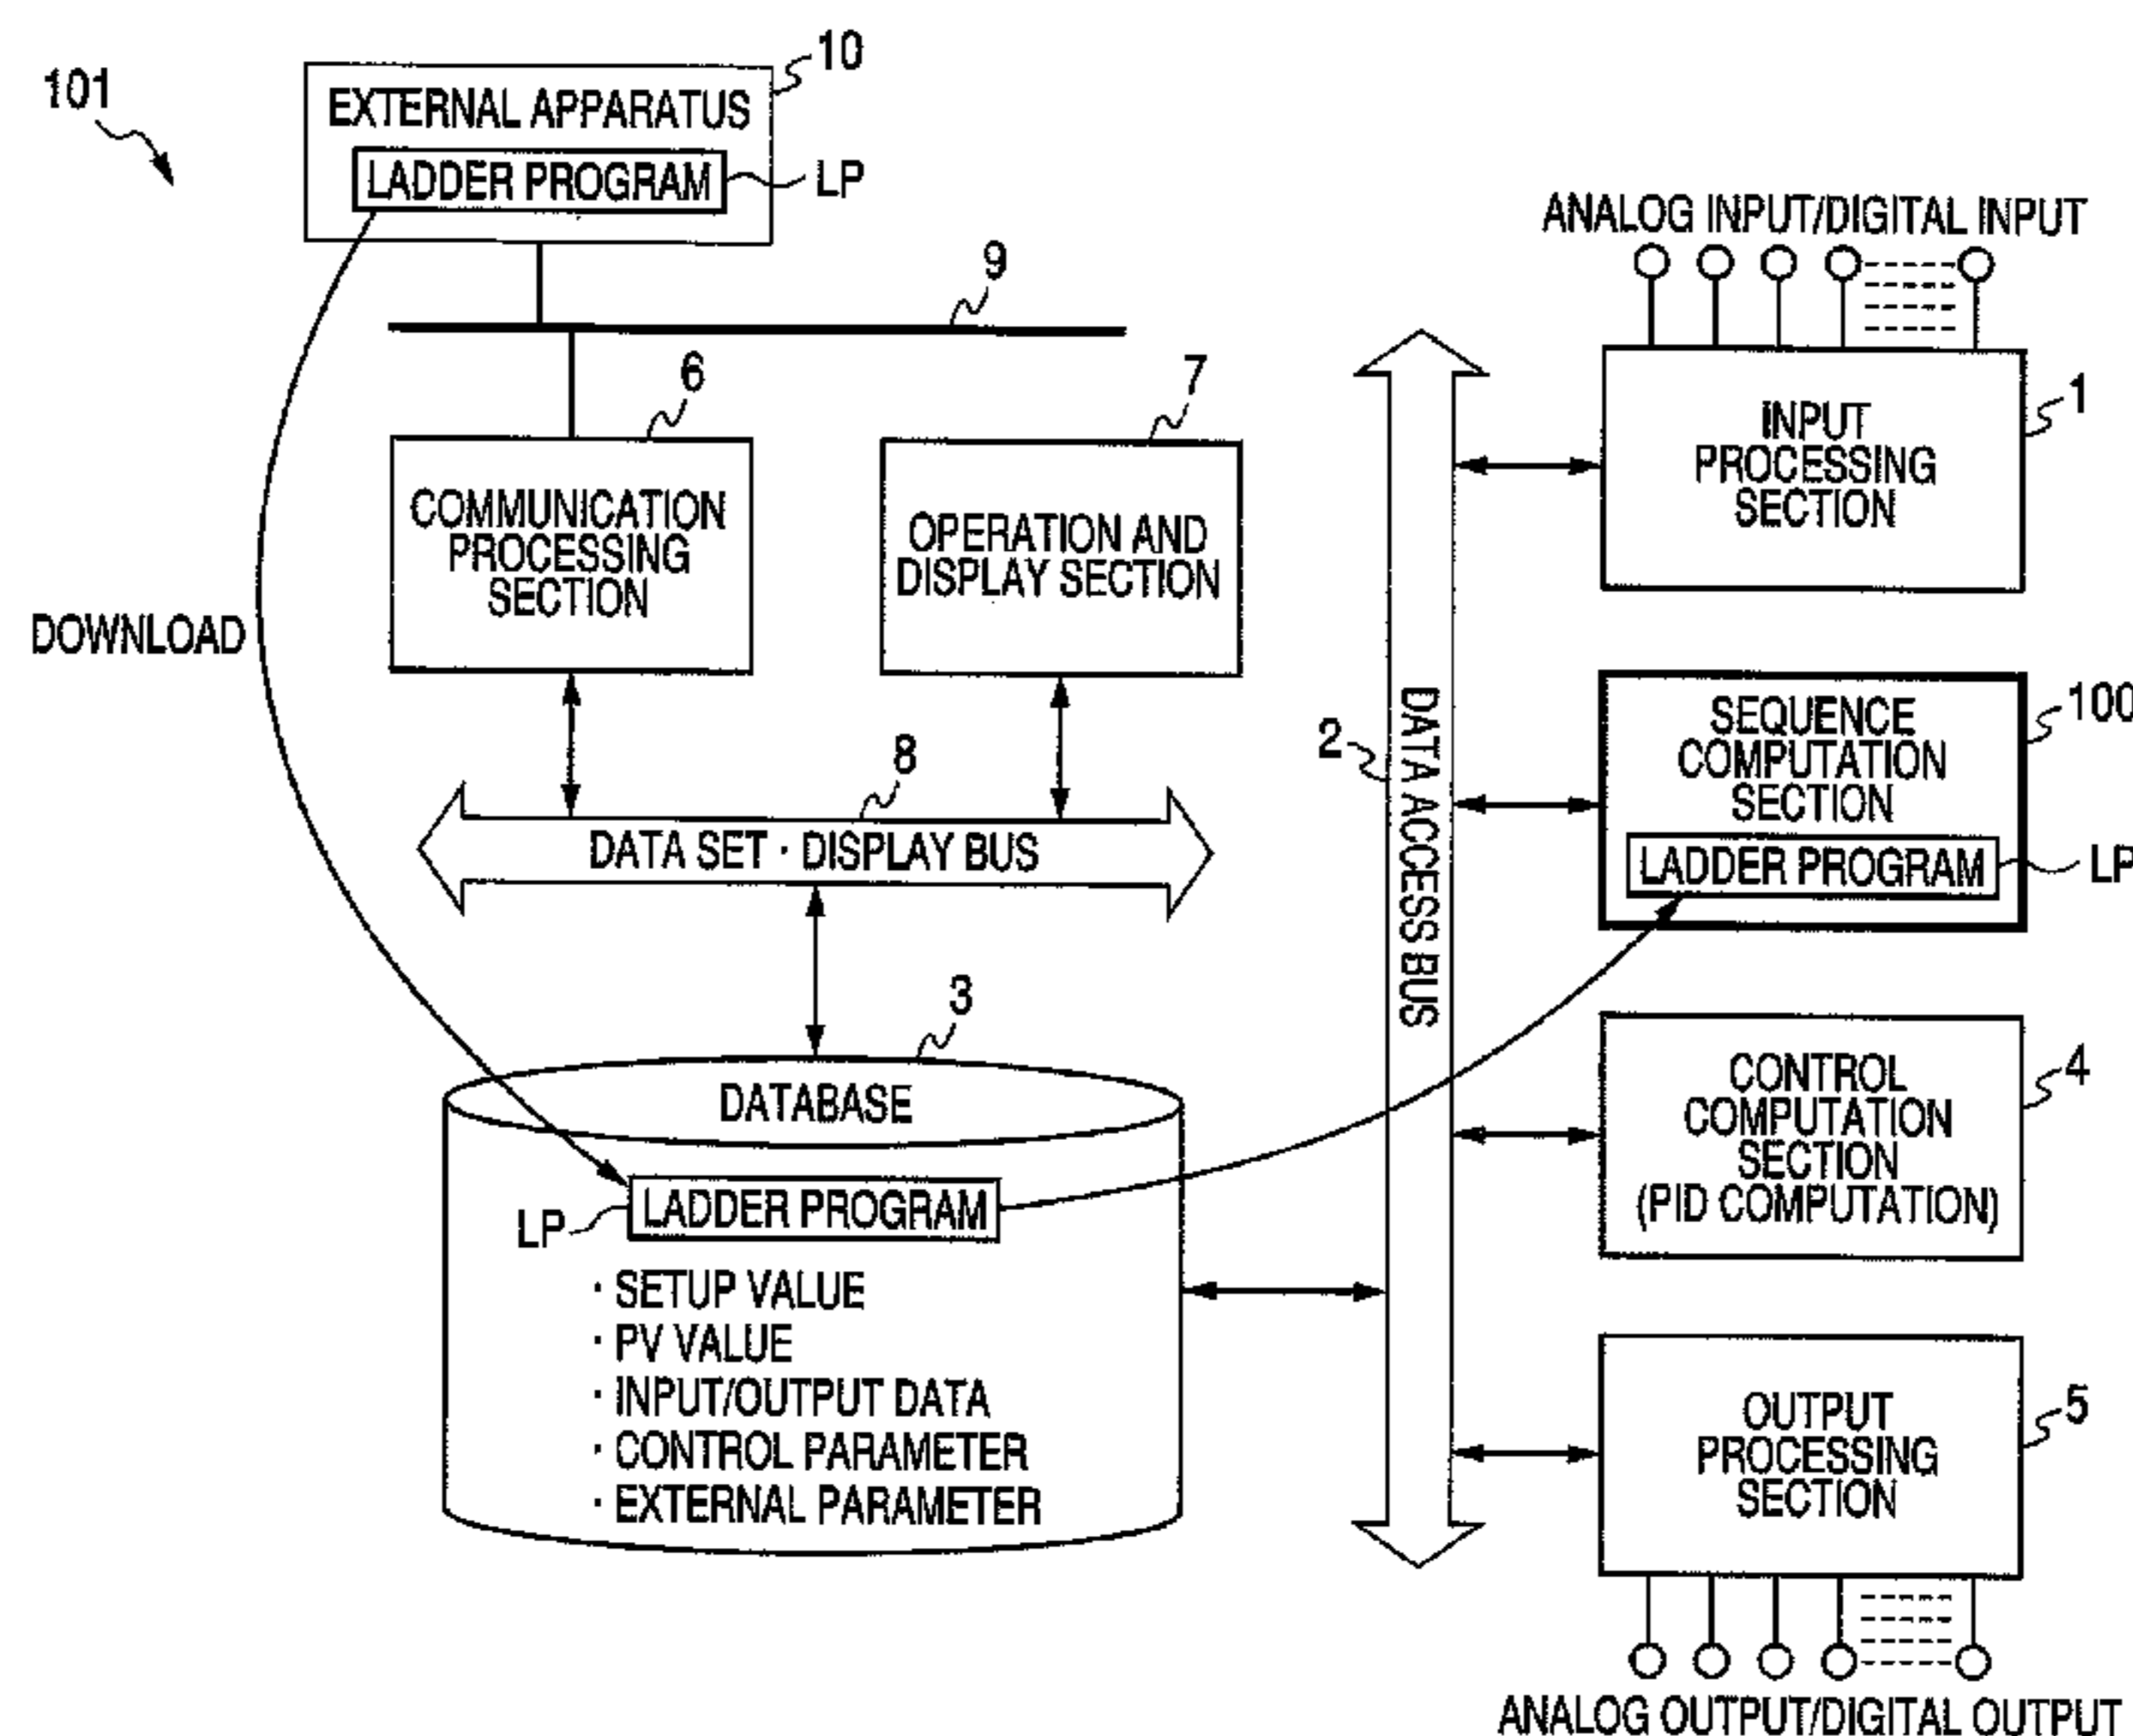 101
10
EXTERNAL APPARATUS
LADDER PROGRAM
LP
9
6
7
COMMUNICATION
PROCESSING
SECTION
OPERATION AND
DISPLAY SECTION
DOWNLOAD
8
DATA SET · DISPLAY BUS
3
DATABASE
LP
LADDER PROGRAM
· SETUP VALUE
· PV VALUE
· INPUT/OUTPUT DATA
· CONTROL PARAMETER
· EXTERNAL PARAMETER
2
DATA ACCESS BUS
ANALOG INPUT/DIGITAL INPUT
1
INPUT
PROCESSING
SECTION
100
SEQUENCE
COMPUTATION
SECTION
LADDER PROGRAM
LP
4
CONTROL
COMPUTATION
SECTION
(PID COMPUTATION)
5
OUTPUT
PROCESSING
SECTION
ANALOG OUTPUT/DIGITAL OUTPUT